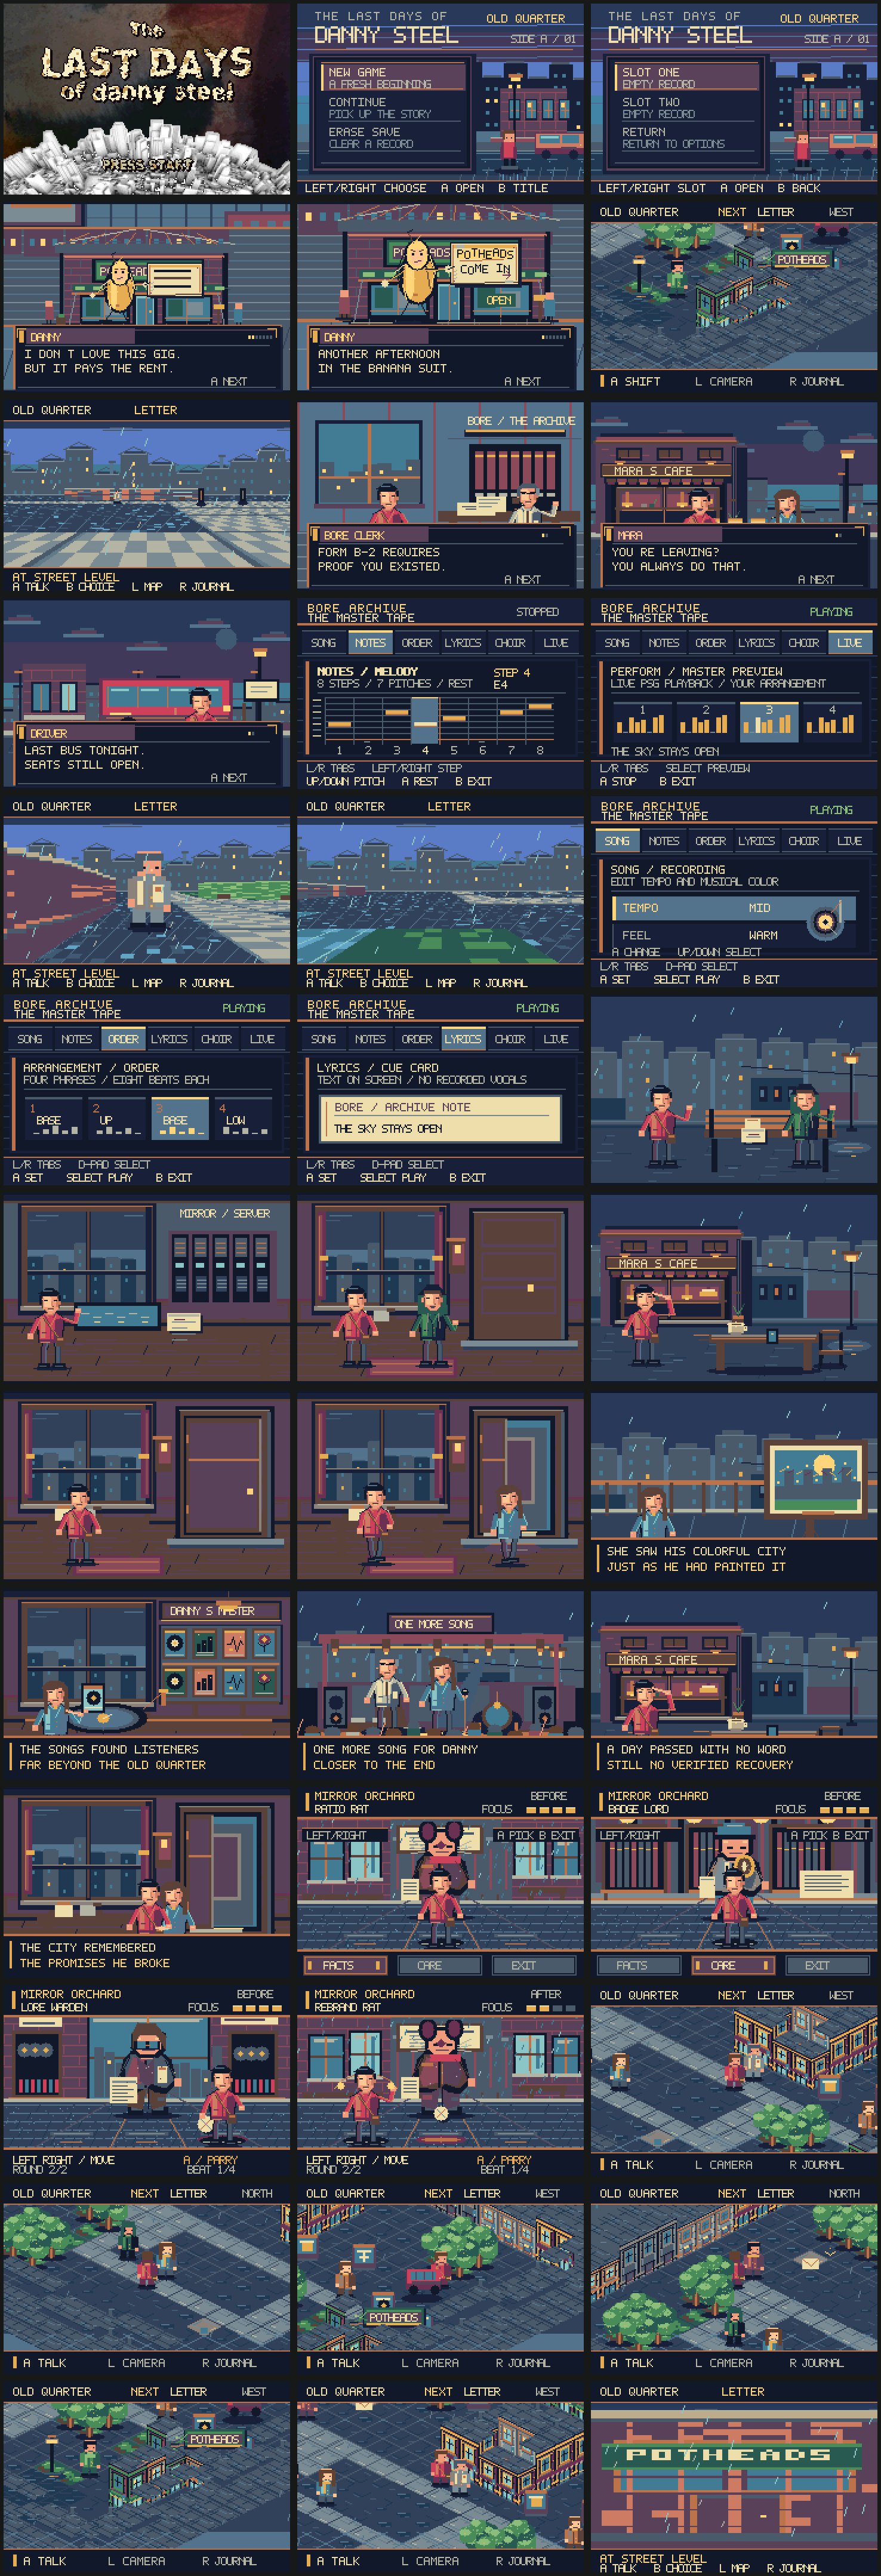 The
LAST DAYS
of danny steel
PRESS START
THE LAST DAYS OF
DANNY STEEL
OLD QUARTER
SIDE A / 01
NEW GAME
A FRESH BEGINNING
CONTINUE
PICK UP THE STORY
ERASE SAVE
CLEAR A RECORD
LEFT/RIGHT CHOOSE A OPEN B TITLE
THE LAST DAYS OF
DANNY STEEL
OLD QUARTER
SIDE A / 01
SLOT ONE
EMPTY RECORD
SLOT TWO
EMPTY RECORD
RETURN
RETURN TO OPTIONS
LEFT/RIGHT SLOT A OPEN B BACK
DANNY
I DON T LOVE THIS GIG.
BUT IT PAYS THE RENT.
A NEXT
POTHEADS
COME IN
OPEN
DANNY
ANOTHER AFTERNOON
IN THE BANANA SUIT.
A NEXT
OLD QUARTER NEXT LETTER WEST
POTHEADS
A SHIFT L CAMERA R JOURNAL
OLD QUARTER LETTER
AT STREET LEVEL
A TALK B CHOICE L MAP R JOURNAL
BORE / THE ARCHIVE
BORE CLERK
FORM B-2 REQUIRES
PROOF YOU EXISTED.
A NEXT
MARA S CAFE
MARA
YOU RE LEAVING?
YOU ALWAYS DO THAT.
A NEXT
DRIVER
LAST BUS TONIGHT.
SEATS STILL OPEN.
A NEXT
BORE ARCHIVE
THE MASTER TAPE
STOPPED
SONG NOTES ORDER LYRICS CHOIR LIVE
NOTES / MELODY
8 STEPS / 7 PITCHES / REST
STEP 4
E4
1 2 3 4 5 6 7 8
L/R TABS LEFT/RIGHT STEP
UP/DOWN PITCH A REST B EXIT
BORE ARCHIVE
THE MASTER TAPE
PLAYING
SONG NOTES ORDER LYRICS CHOIR LIVE
PERFORM / MASTER PREVIEW
LIVE PSG PLAYBACK / YOUR ARRANGEMENT
1 2 3 4
THE SKY STAYS OPEN
L/R TABS SELECT PREVIEW
A STOP B EXIT
OLD QUARTER LETTER
AT STREET LEVEL
A TALK B CHOICE L MAP R JOURNAL
OLD QUARTER LETTER
AT STREET LEVEL
A TALK B CHOICE L MAP R JOURNAL
BORE ARCHIVE
THE MASTER TAPE
PLAYING
SONG NOTES ORDER LYRICS CHOIR LIVE
SONG / RECORDING
EDIT TEMPO AND MUSICAL COLOR
TEMPO MID
FEEL WARM
A CHANGE UP/DOWN SELECT
L/R TABS D-PAD SELECT
A SET SELECT PLAY B EXIT
BORE ARCHIVE
THE MASTER TAPE
PLAYING
SONG NOTES ORDER LYRICS CHOIR LIVE
ARRANGEMENT / ORDER
FOUR PHRASES / EIGHT BEATS EACH
1 2 3 4
BASE UP BASE LOW
L/R TABS D-PAD SELECT
A SET SELECT PLAY B EXIT
BORE ARCHIVE
THE MASTER TAPE
PLAYING
SONG NOTES ORDER LYRICS CHOIR LIVE
LYRICS / CUE CARD
TEXT ON SCREEN / NO RECORDED VOCALS
BORE / ARCHIVE NOTE
THE SKY STAYS OPEN
L/R TABS D-PAD SELECT
A SET SELECT PLAY B EXIT
MIRROR / SERVER
MARA S CAFE
SHE SAW HIS COLORFUL CITY
JUST AS HE HAD PAINTED IT
DANNY S MASTER
THE SONGS FOUND LISTENERS
FAR BEYOND THE OLD QUARTER
ONE MORE SONG
ONE MORE SONG FOR DANNY
CLOSER TO THE END
MARA S CAFE
A DAY PASSED WITH NO WORD
STILL NO VERIFIED RECOVERY
THE CITY REMEMBERED
THE PROMISES HE BROKE
MIRROR ORCHARD BEFORE
RATIO RAT FOCUS
LEFT/RIGHT A PICK B EXIT
FACTS CARE EXIT
MIRROR ORCHARD BEFORE
BADGE LORD FOCUS
LEFT/RIGHT A PICK B EXIT
FACTS CARE EXIT
MIRROR ORCHARD BEFORE
LORE WARDEN FOCUS
LEFT RIGHT / MOVE A / PARRY
ROUND 2/2 BEAT 1/4
MIRROR ORCHARD AFTER
REBRAND RAT FOCUS
LEFT RIGHT / MOVE A / PARRY
ROUND 2/2 BEAT 1/4
OLD QUARTER NEXT LETTER WEST
A TALK L CAMERA R JOURNAL
OLD QUARTER NEXT LETTER NORTH
A TALK L CAMERA R JOURNAL
OLD QUARTER NEXT LETTER WEST
POTHEADS
A TALK L CAMERA R JOURNAL
OLD QUARTER NEXT LETTER NORTH
A TALK L CAMERA R JOURNAL
OLD QUARTER NEXT LETTER WEST
POTHEADS
A TALK L CAMERA R JOURNAL
OLD QUARTER NEXT LETTER WEST
A TALK L CAMERA R JOURNAL
OLD QUARTER LETTER
POTHEADS
AT STREET LEVEL
A TALK B CHOICE L MAP R JOURNAL